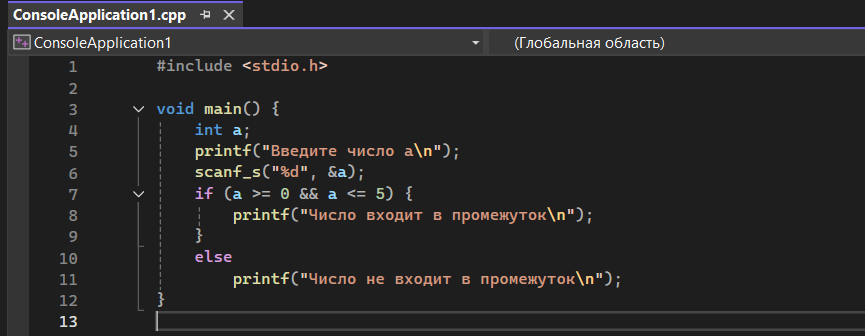 ConsoleApplication1.cpp
ConsoleApplication1 (Глобальная область)
1 #include <stdio.h>
2
3 void main() {
4 int a;
5 printf("Введите число a\n");
6 scanf_s("%d", &a);
7 if (a >= 0 && a <= 5) {
8 printf("Число входит в промежуток\n");
9 }
10 else
11 printf("Число не входит в промежуток\n");
12 }
13